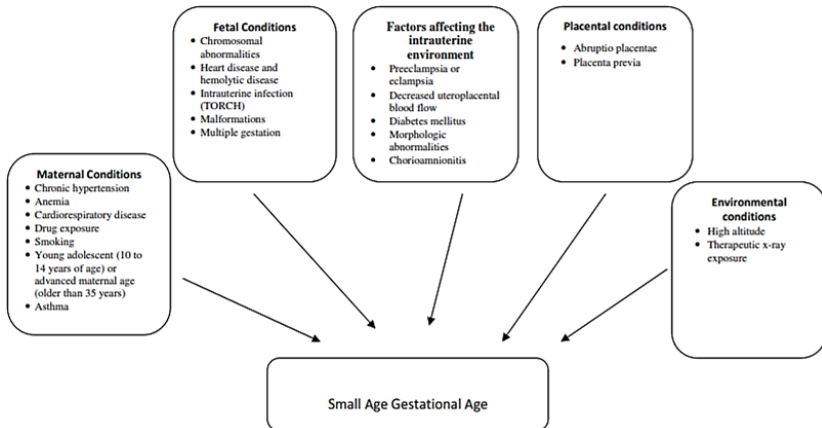 Fetal Conditions
• Chromosomal
abnormalities
• Heart disease and
hemolytic disease
• Intrauterine infection
(TORCH)
• Malformations
• Multiple gestation
Factors affecting the
intrauterine
environment
• Preeclampsia or
eclampsia
• Decreased uteroplacental
blood flow
• Diabetes mellitus
• Morphologic
abnormalities
• Chorioamnionitis
Placental conditions
• Abruptio placentae
• Placenta previa
Maternal Conditions
• Chronic hypertension
• Anemia
• Cardiorespiratory disease
• Drug exposure
• Smoking
• Young adolescent (10 to
14 years of age) or
advanced maternal age
(older than 35 years)
• Asthma
Environmental
conditions
• High altitude
• Therapeutic x-ray
exposure
Small Age Gestational Age